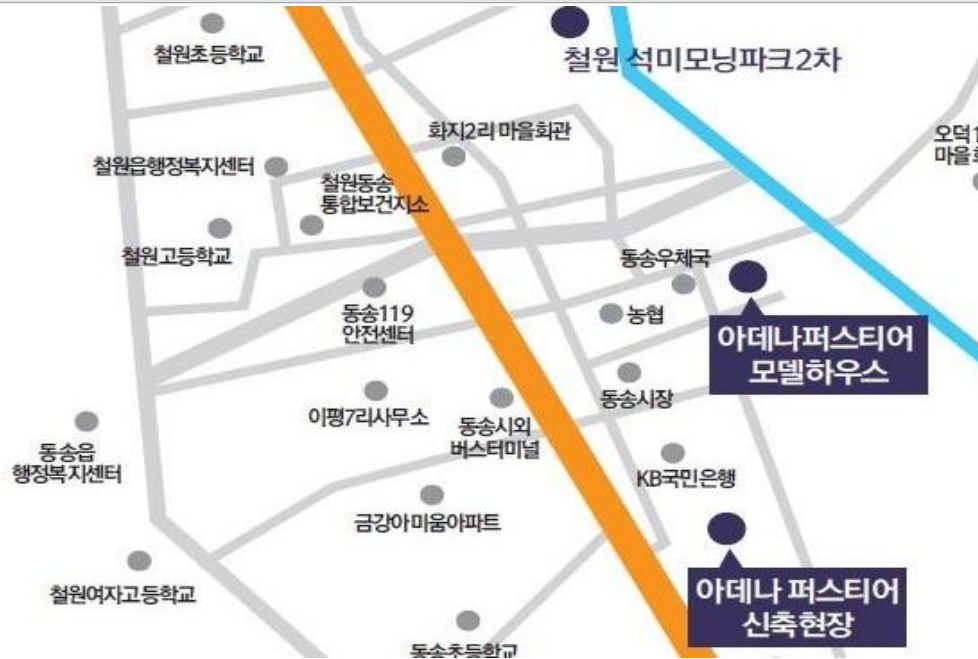 철원초등학교
철원 석미모닝파크2차
화지2리 마을회관
철원읍행정복지센터
철원동송
통합보건지소
철원고등학교
동송우체국
동송119
안전센터
농협
아데나퍼스티어
모델하우스
이평7리사무소
동송시외
버스터미널
동송시장
동송읍
행정복지센터
KB국민은행
금강아미움아파트
철원여자고등학교
아데나 퍼스티어
신축현장
동송초등학교